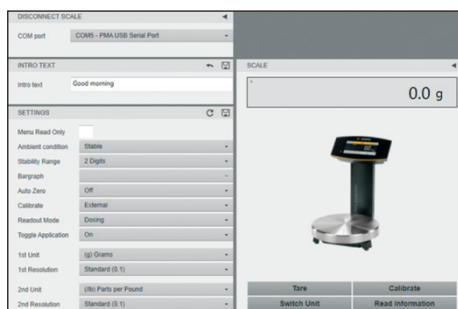 DISCONNECT SCALE
COM port COM5 - PMA USB Serial Port
INTRO TEXT
Intro text Good morning
SETTINGS
Menu Read Only
Ambient condition Stable
Stability Range 2 Digits
Bargraph
Auto Zero Off
Calibrate External
Readout Mode Dosing
Toggle Application On
1st Unit (g) Grams
1st Resolution Standard (0.1)
2nd Unit (/lb) Parts per Pound
2nd Resolution Standard (0.1)
SCALE
0.0 g
Tare Calibrate
Switch Unit Read Information